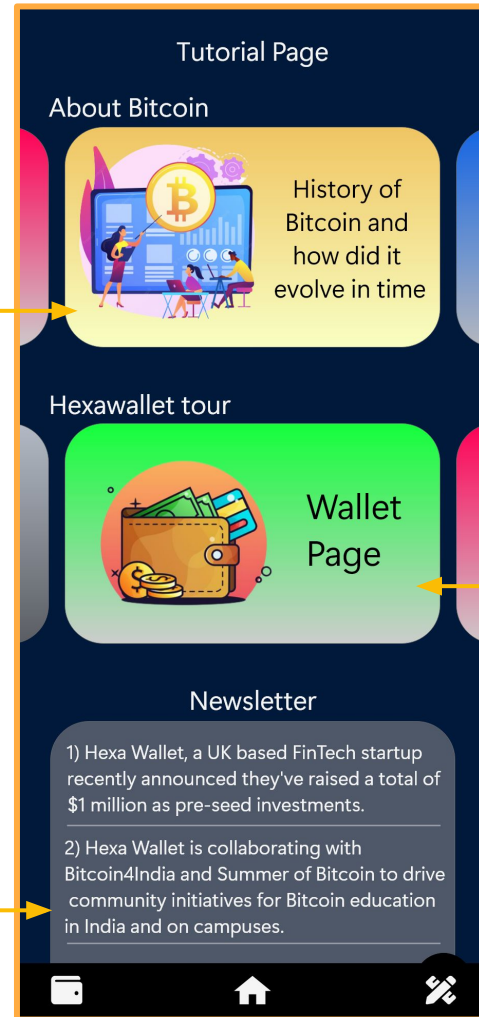 Tutorial Page
About Bitcoin
History of
Bitcoin and
how did it
evolve in time
Hexawallet tour
Wallet
Page
Newsletter
1) Hexa Wallet, a UK based FinTech startup
recently announced they've raised a total of
$1 million as pre-seed investments.
2) Hexa Wallet is collaborating with
Bitcoin4India and Summer of Bitcoin to drive
community initiatives for Bitcoin education
in India and on campuses.